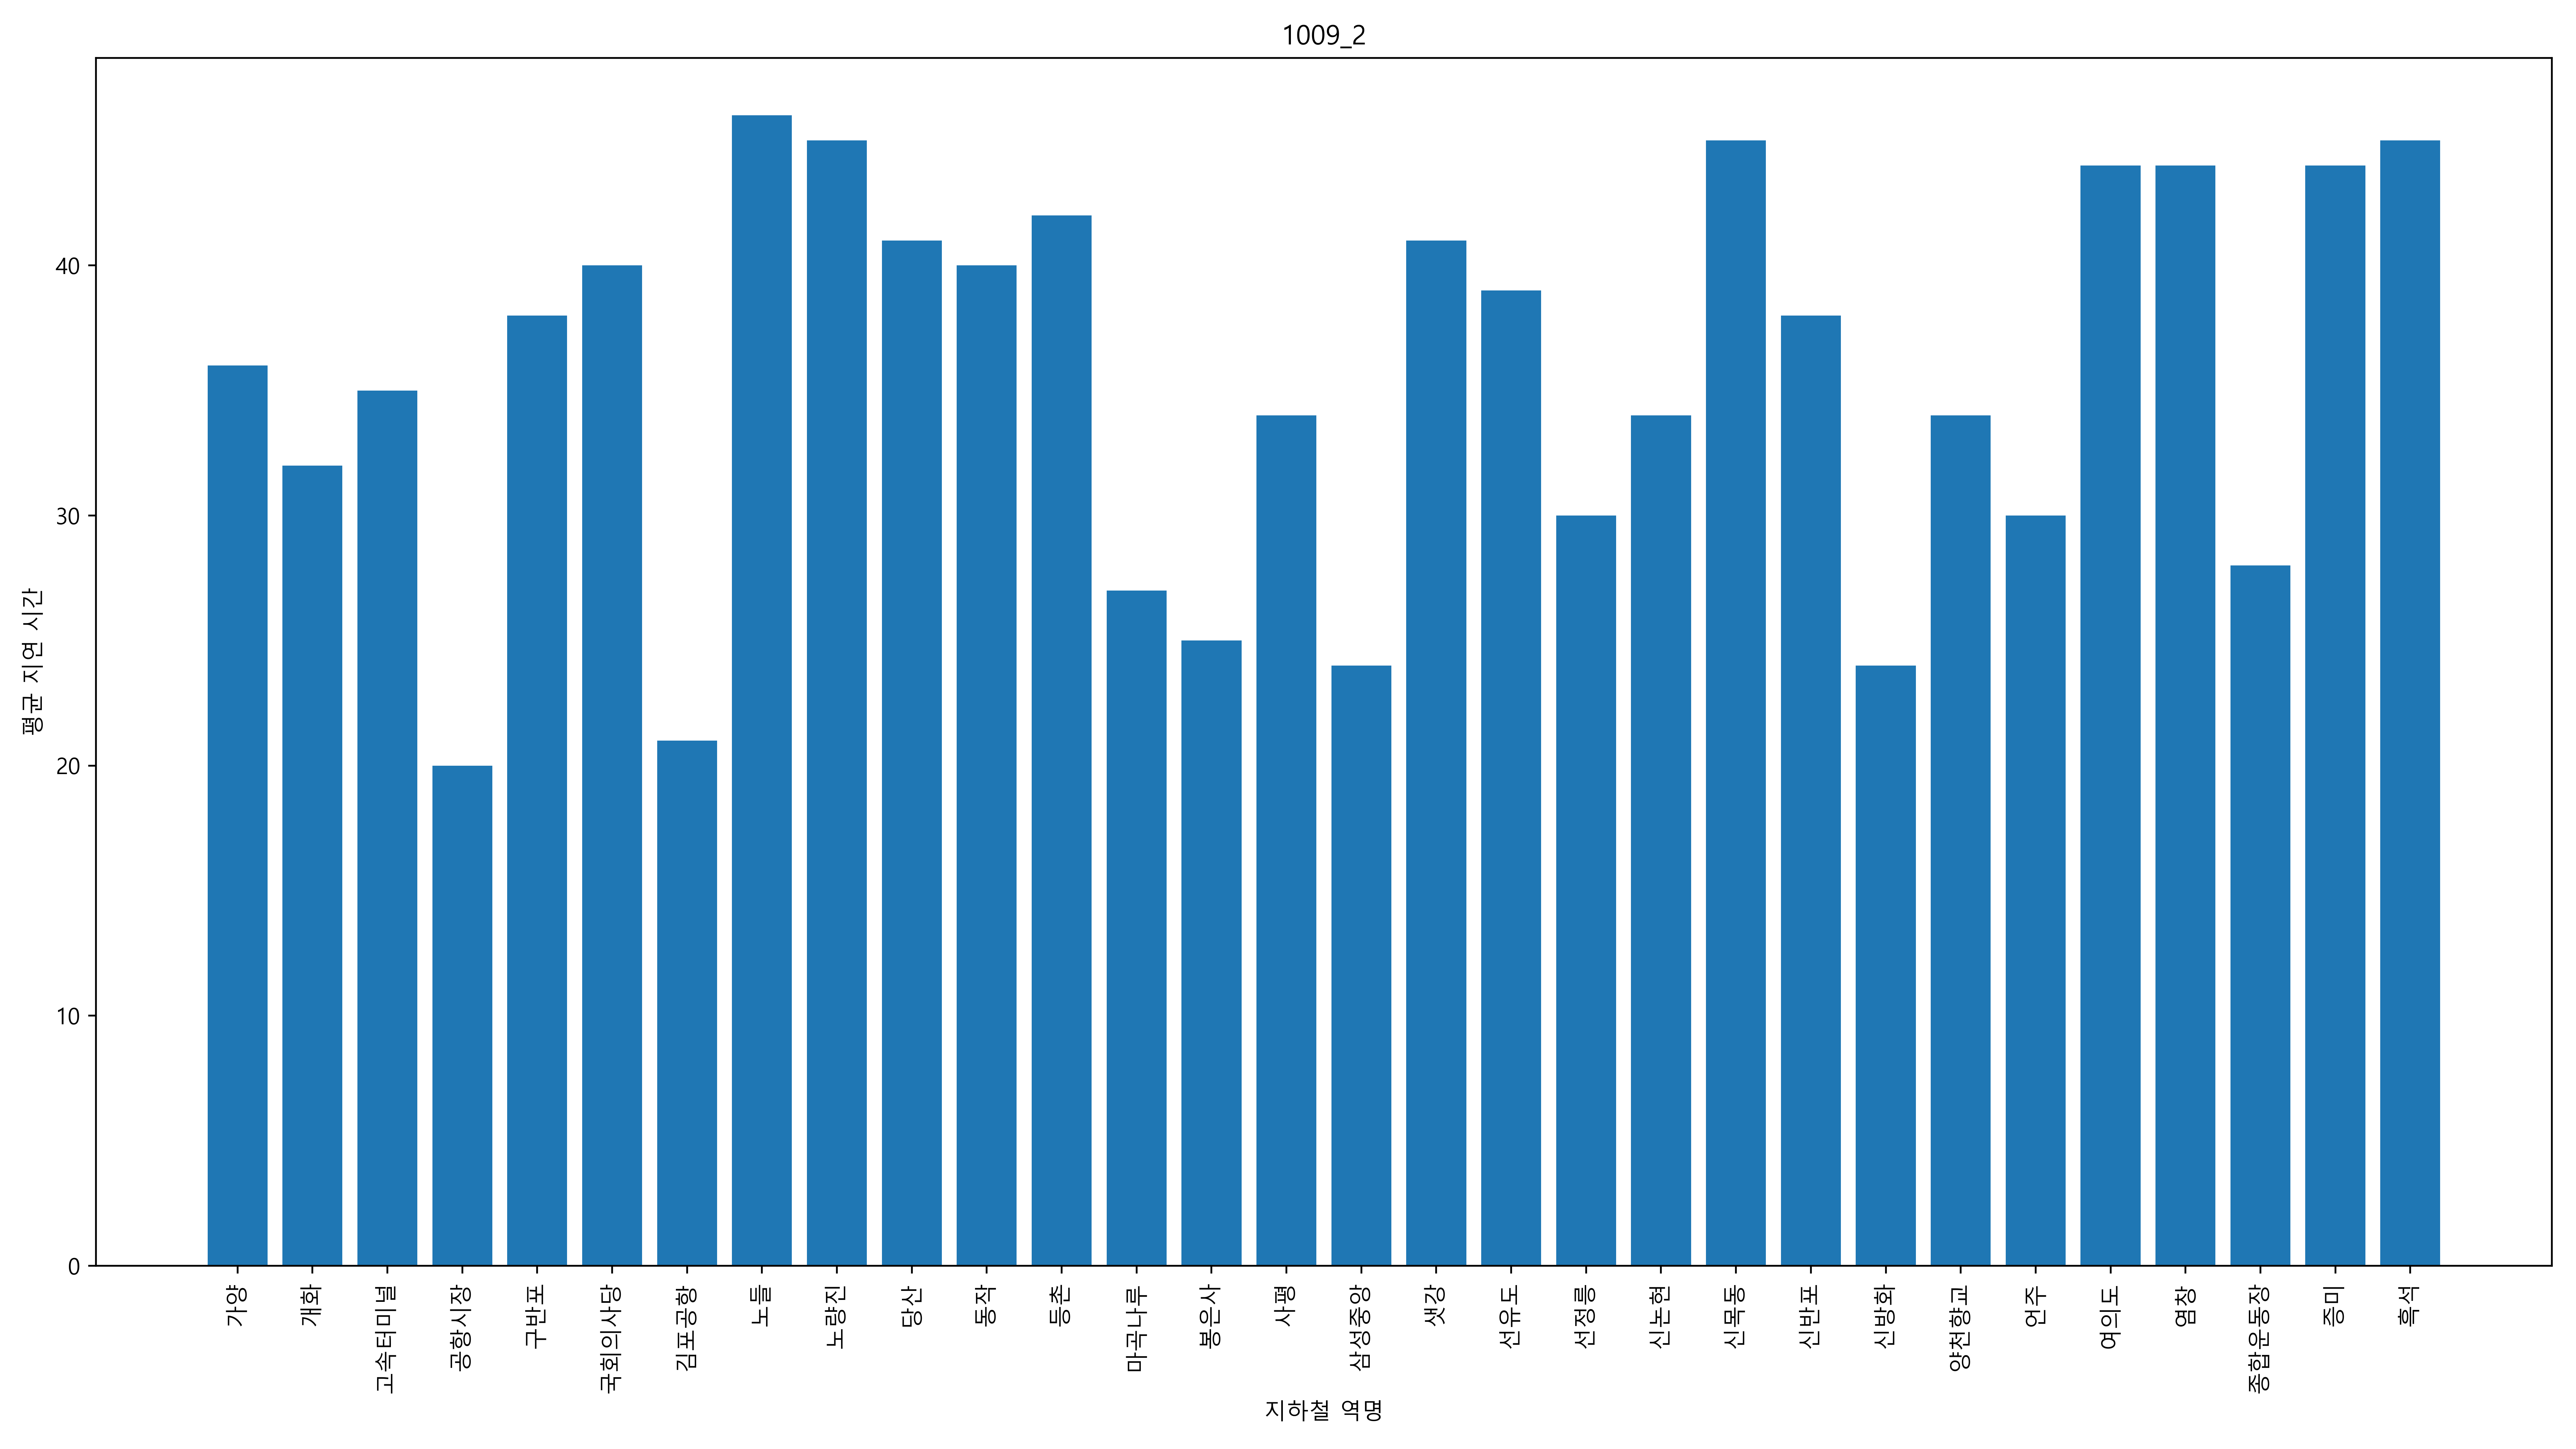 1009_2
평균 지연 시간
40
30
20
10
0
가양
개화
고속터미널
공항시장
구반포
국회의사당
김포공항
노들
노량진
당산
동작
등촌
마곡나루
봉은사
사평
삼성중앙
샛강
선유도
선정릉
신논현
신목동
신반포
신방화
양천향교
언주
여의도
염창
종합운동장
증미
흑석
지하철 역명